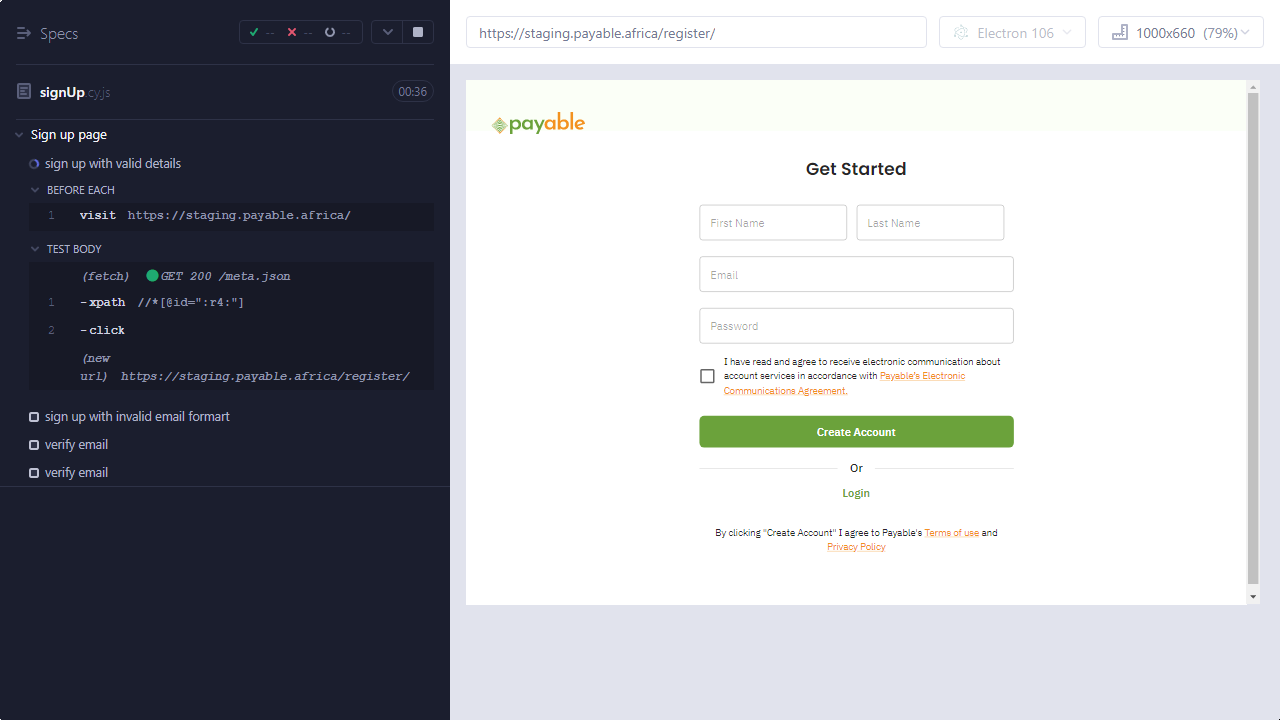 Specs
-- -- --
signUp.cy.js
00:36
Sign up page
sign up with valid details
BEFORE EACH
1 visit https://staging.payable.africa/
TEST BODY
(fetch) GET 200 /meta.json
1 -xpath //*[@id=":r4:"]
2 -click
(new
url) https://staging.payable.africa/register/
sign up with invalid email formart
verify email
verify email
https://staging.payable.africa/register/
Electron 106
1000x660 (79%)
payable
Get Started
First Name
Last Name
Email
Password
I have read and agree to receive electronic communication about
account services in accordance with Payable's Electronic
Communications Agreement.
Create Account
Or
Login
By clicking "Create Account" I agree to Payable's Terms of use and
Privacy Policy